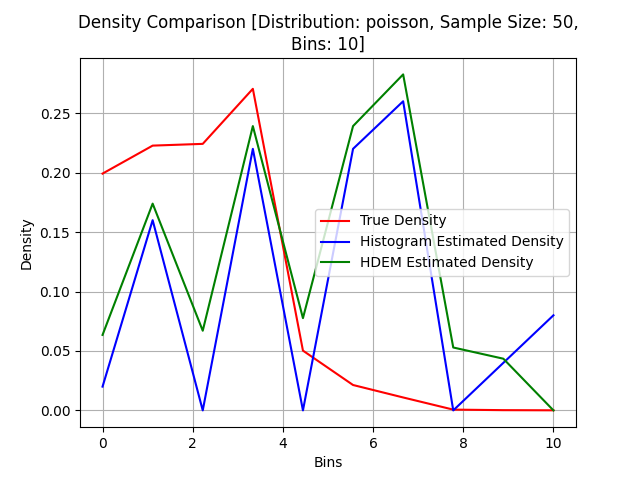 Density Comparison [Distribution: poisson, Sample Size: 50,
Bins: 10]
Density
0.25
0.20
0.15
0.10
0.05
0.00
True Density
Histogram Estimated Density
HDEM Estimated Density
0 2 4 6 8 10
Bins